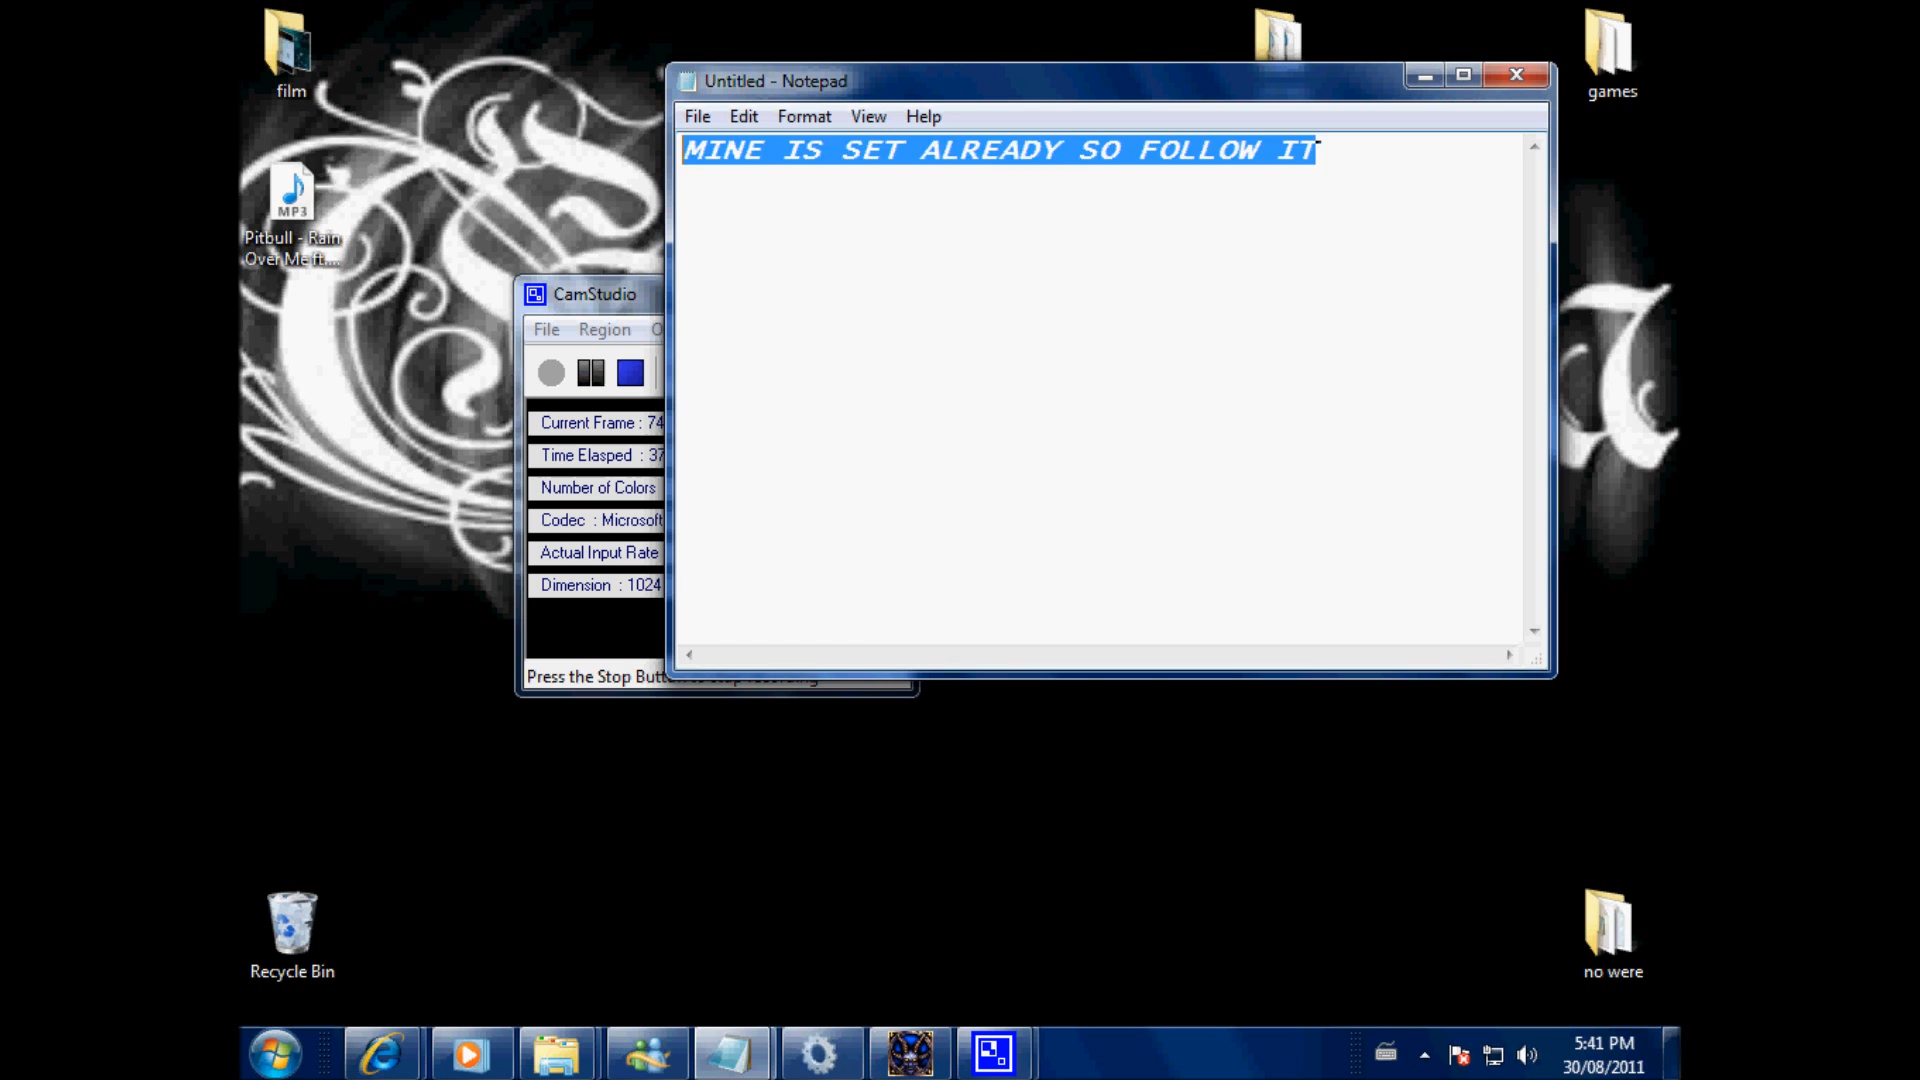 film
games
MP3
Pitbull - Rain
Over Me ft....
Untitled - Notepad
File Edit Format View Help
MINE IS SET ALREADY SO FOLLOW IT
CamStudio
File Region
Current Frame : 74
Time Elasped : 37
Number of Colors
Codec : Microsoft
Actual Input Rate
Dimension : 1024
Press the Stop
Recycle Bin
no were
5:41 PM
30/08/2011